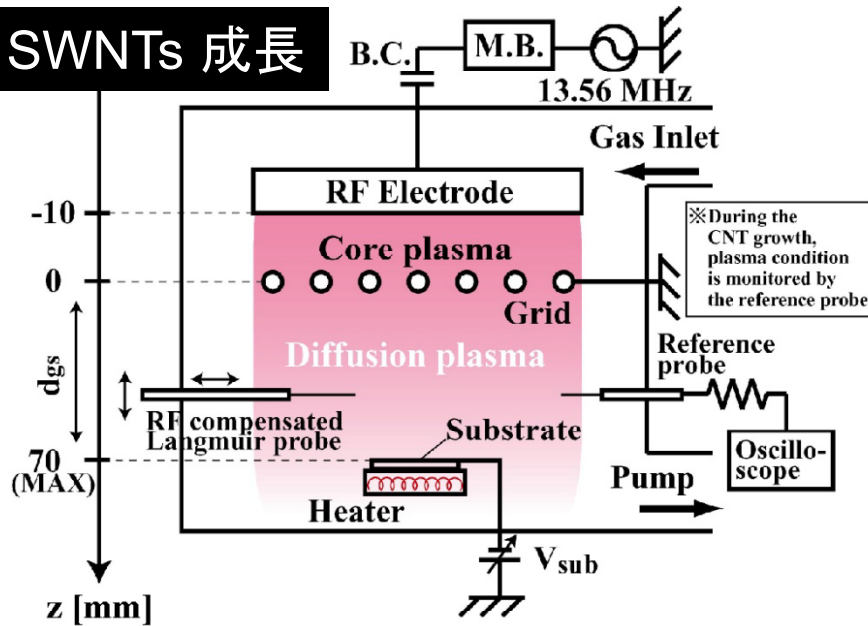 SWNTs 成長
B.C.
M.B.
13.56 MHz
Gas Inlet
RF Electrode
-10
※During the
CNT growth,
plasma condition
is monitored by
the reference probe
Core plasma
0
Grid
Diffusion plasma
dgs
Reference
probe
RF compensated
Langmuir probe
Substrate
70
(MAX)
Oscillo-
scope
Pump
Heater
Vsub
z [mm]